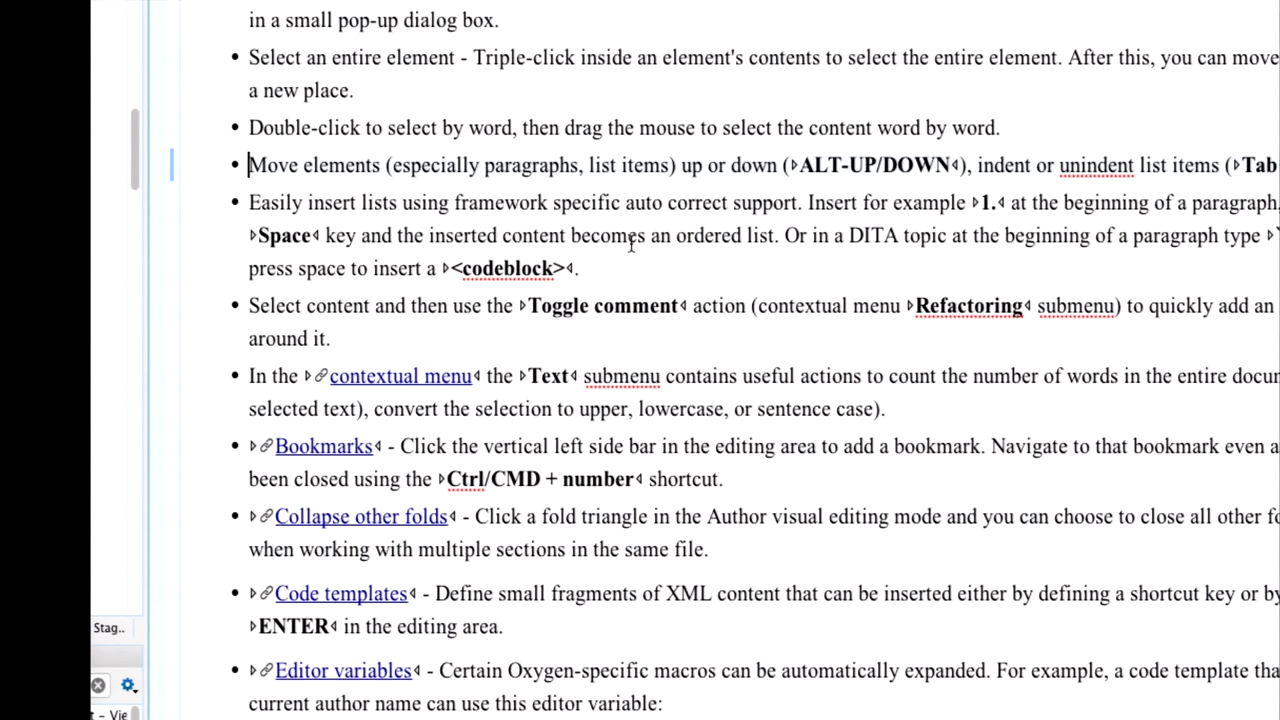 in a small pop-up dialog box.
• Select an entire element - Triple-click inside an element's contents to select the entire element. After this, you can move
a new place.
• Double-click to select by word, then drag the mouse to select the content word by word.
• Move elements (especially paragraphs, list items) up or down (ALT-UP/DOWN), indent or unindent list items (Tab
• Easily insert lists using framework specific auto correct support. Insert for example 1. at the beginning of a paragraph,
Space key and the inserted content becomes an ordered list. Or in a DITA topic at the beginning of a paragraph type
press space to insert a <codeblock>.
• Select content and then use the Toggle comment action (contextual menu Refactoring submenu) to quickly add an
around it.
• In the contextual menu the Text submenu contains useful actions to count the number of words in the entire docu
selected text), convert the selection to upper, lowercase, or sentence case).
• Bookmarks - Click the vertical left side bar in the editing area to add a bookmark. Navigate to that bookmark even a
been closed using the Ctrl/CMD + number shortcut.
• Collapse other folds - Click a fold triangle in the Author visual editing mode and you can choose to close all other fo
when working with multiple sections in the same file.
• Code templates - Define small fragments of XML content that can be inserted either by defining a shortcut key or by
ENTER in the editing area.
Stag..
• Editor variables - Certain Oxygen-specific macros can be automatically expanded. For example, a code template tha
current author name can use this editor variable:
- Vie